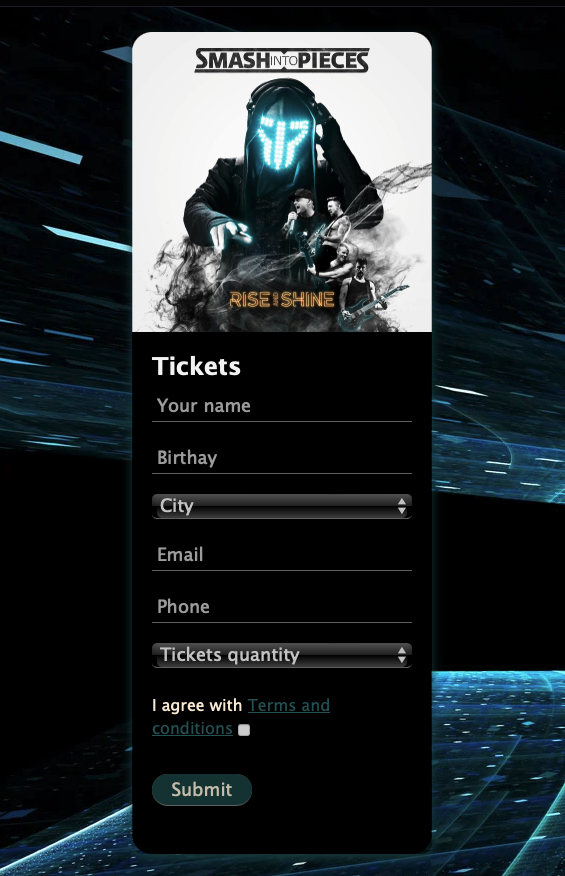 SMASH INTO PIECES
RISE AND SHINE
Tickets
Your name
Birthay
City
Email
Phone
Tickets quantity
I agree with Terms and
conditions
Submit